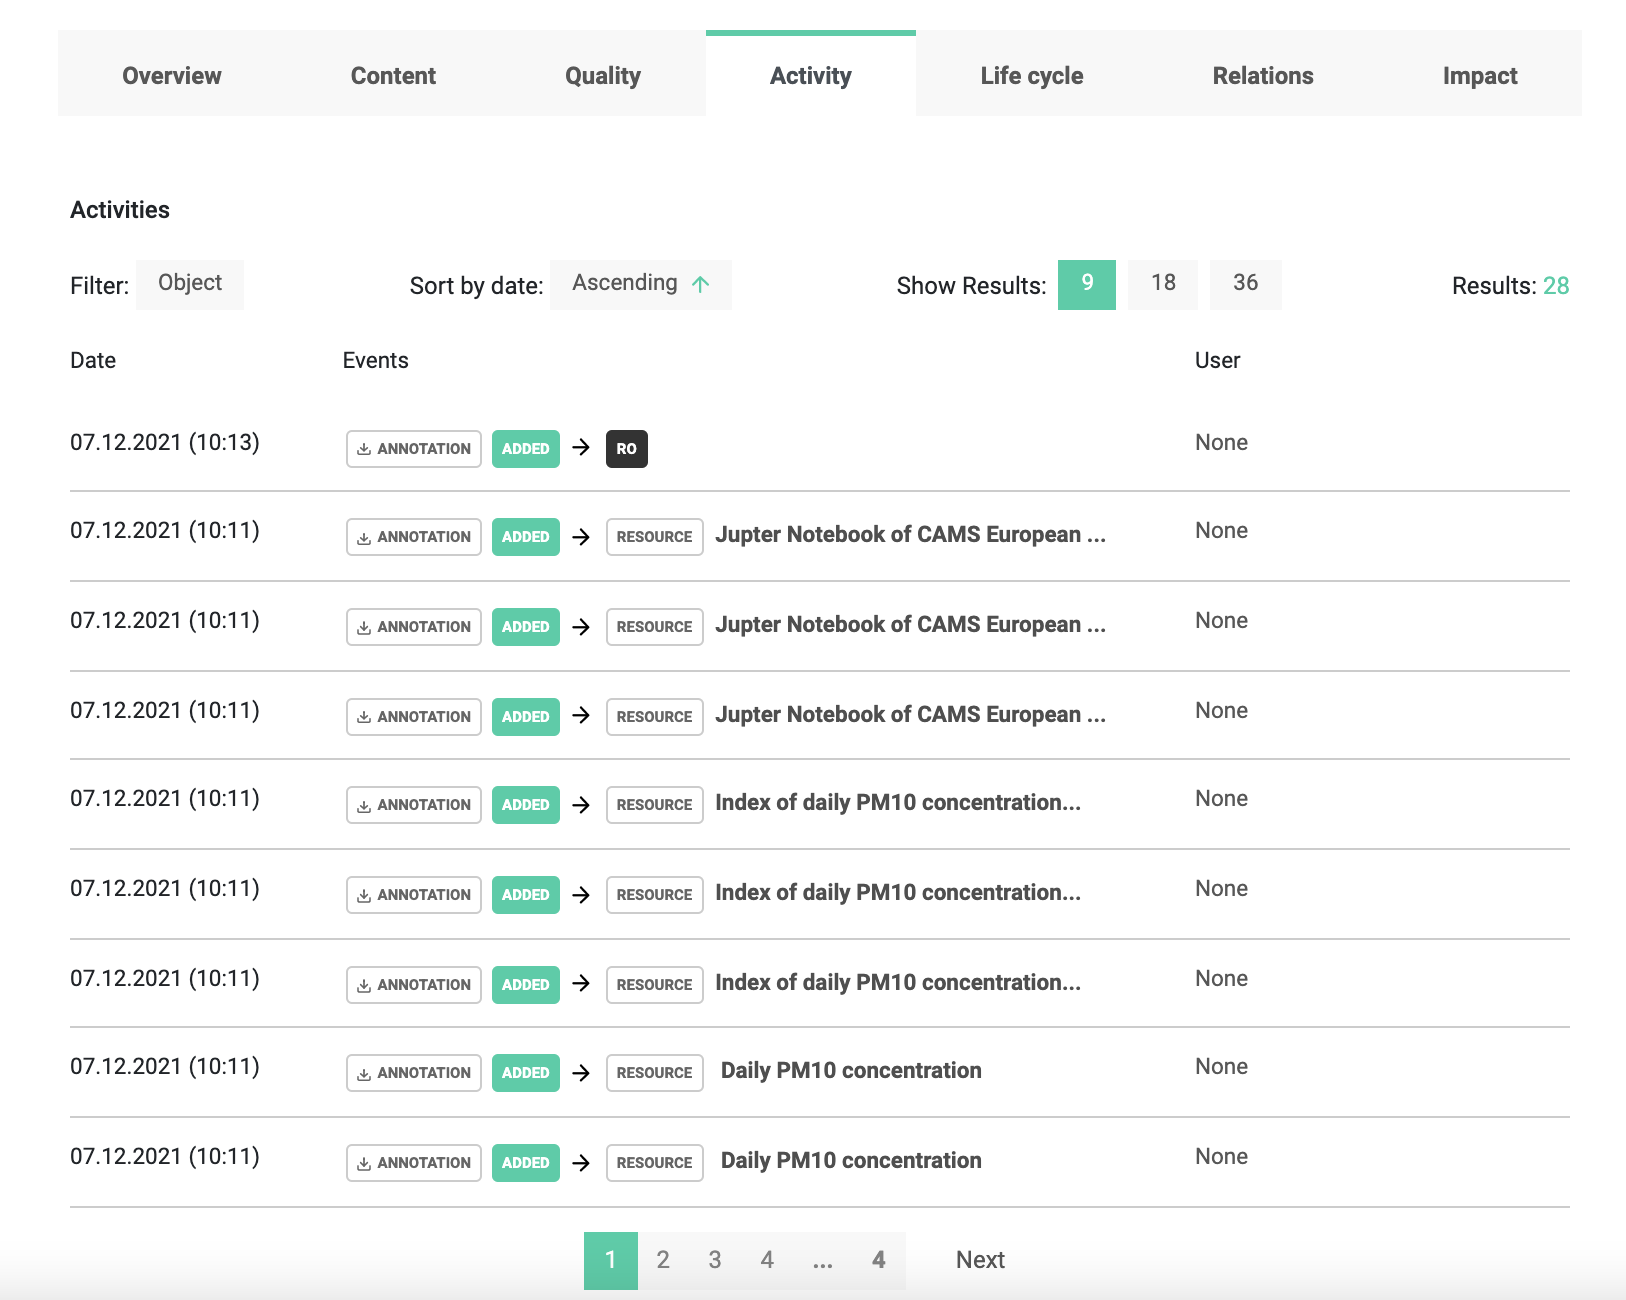 Overview Content Quality Activity Life cycle Relations Impact
Activities
Filter: Object Sort by date: Ascending Show Results: 9 18 36 Results: 28
Date Events User
07.12.2021 (10:13) ANNOTATION ADDED RO None
07.12.2021 (10:11) ANNOTATION ADDED RESOURCE Jupter Notebook of CAMS European ... None
07.12.2021 (10:11) ANNOTATION ADDED RESOURCE Jupter Notebook of CAMS European ... None
07.12.2021 (10:11) ANNOTATION ADDED RESOURCE Jupter Notebook of CAMS European ... None
07.12.2021 (10:11) ANNOTATION ADDED RESOURCE Index of daily PM10 concentration... None
07.12.2021 (10:11) ANNOTATION ADDED RESOURCE Index of daily PM10 concentration... None
07.12.2021 (10:11) ANNOTATION ADDED RESOURCE Index of daily PM10 concentration... None
07.12.2021 (10:11) ANNOTATION ADDED RESOURCE Daily PM10 concentration None
07.12.2021 (10:11) ANNOTATION ADDED RESOURCE Daily PM10 concentration None
1 2 3 4 ... 4 Next